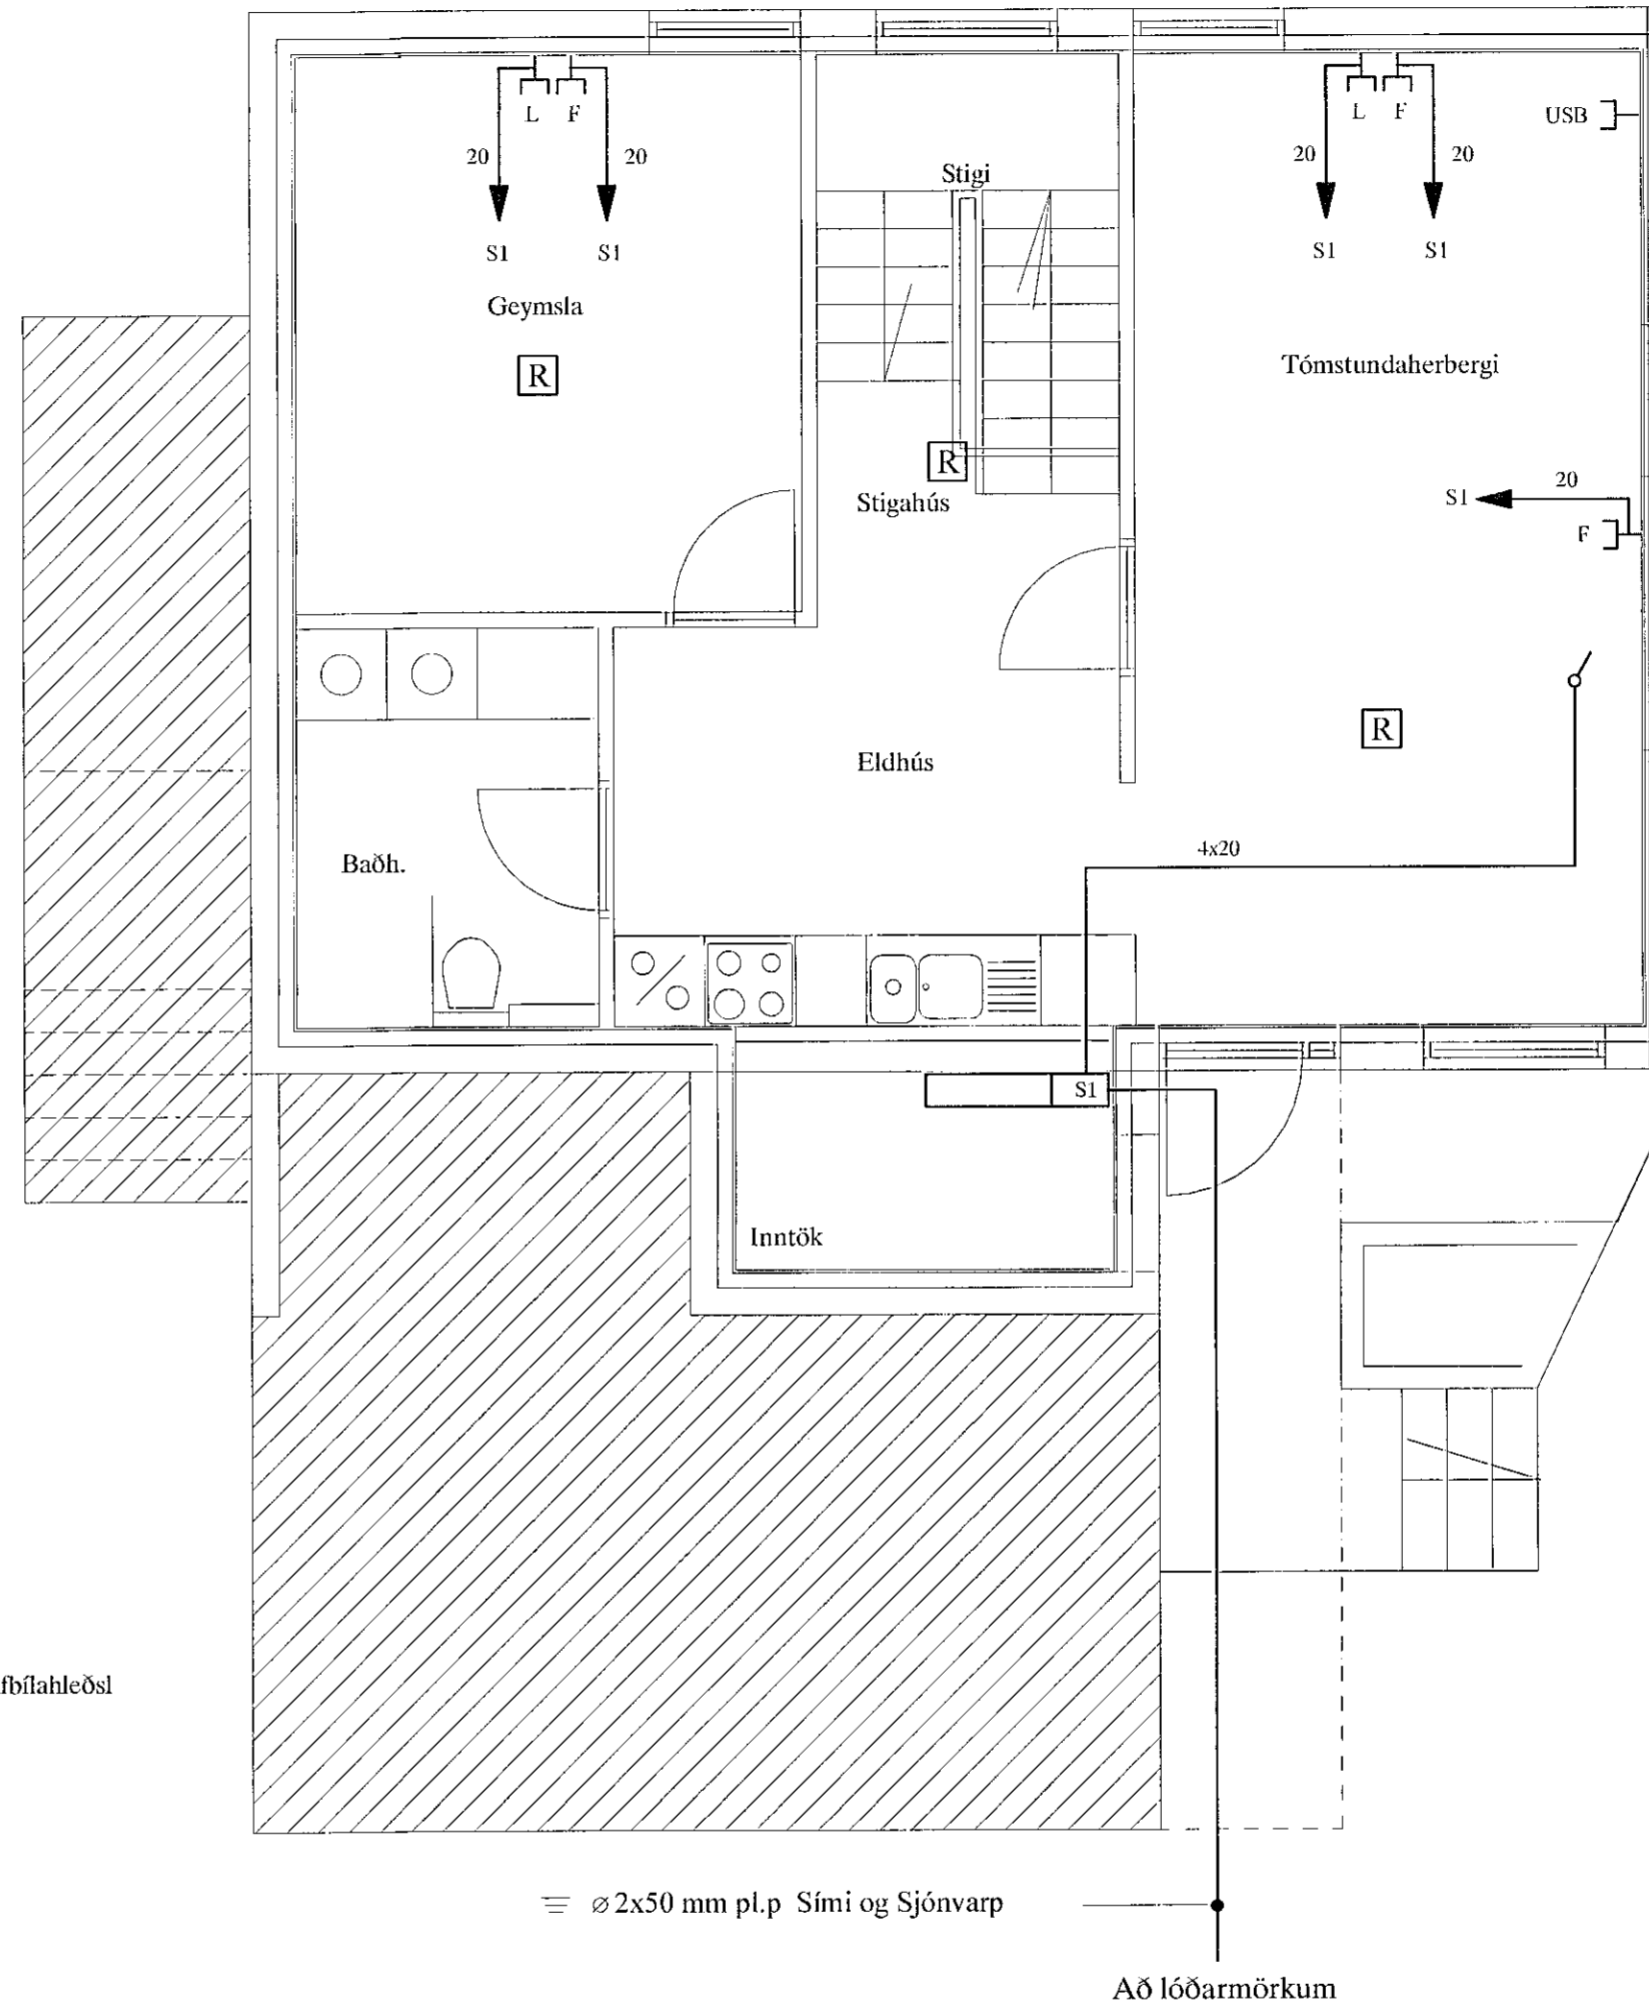 L F
L F
USB
20 20
20 20
Stigi
S1 S1
S1 S1
Geymsla
Tómstundaherbergi
R
R
Stigahús
S1 20
F
R
Eldhús
4x20
Baðh.
S1
Inntök
fbílahleðsl
⌀ 2x50 mm pl.p Sími og Sjónvarp
Að lóðarmörkum